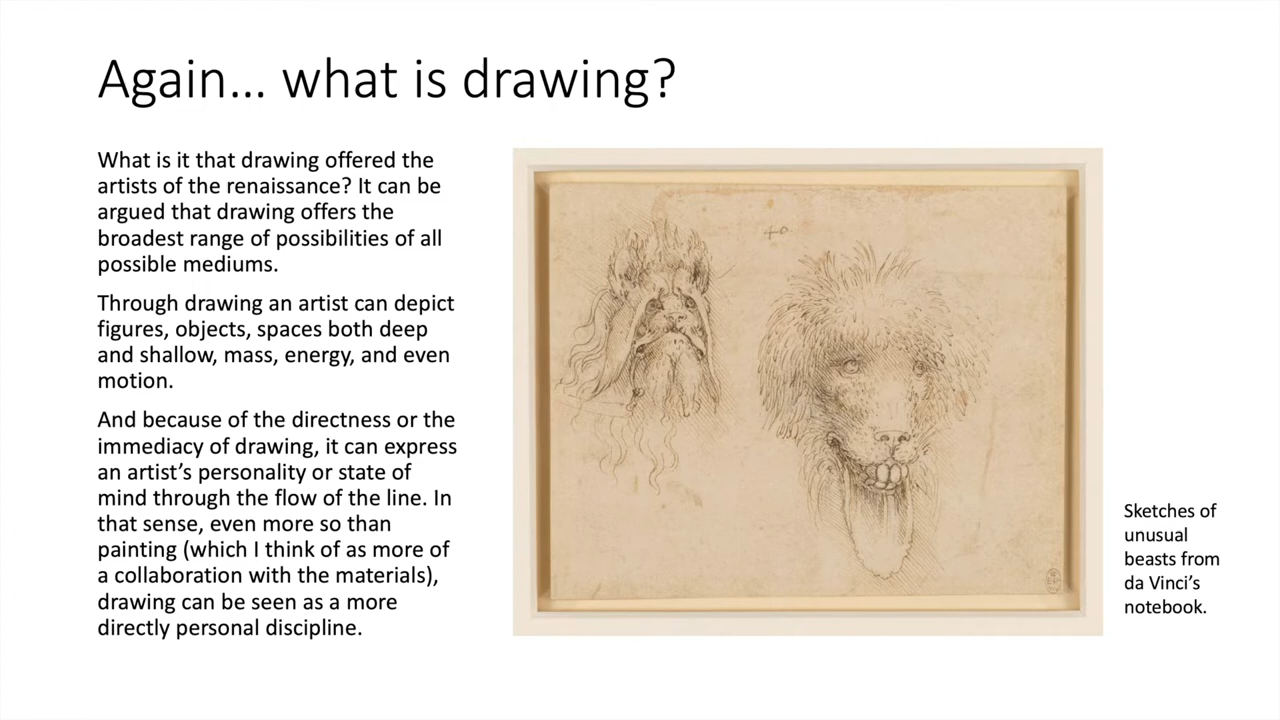 Again... what is drawing?
What is it that drawing offered the
artists of the renaissance? It can be
argued that drawing offers the
broadest range of possibilities of all
possible mediums.
Through drawing an artist can depict
figures, objects, spaces both deep
and shallow, mass, energy, and even
motion.
And because of the directness or the
immediacy of drawing, it can express
an artist’s personality or state of
mind through the flow of the line. In
that sense, even more so than
painting (which I think of as more of
a collaboration with the materials),
drawing can be seen as a more
directly personal discipline.
Sketches of
unusual
beasts from
da Vinci’s
notebook.